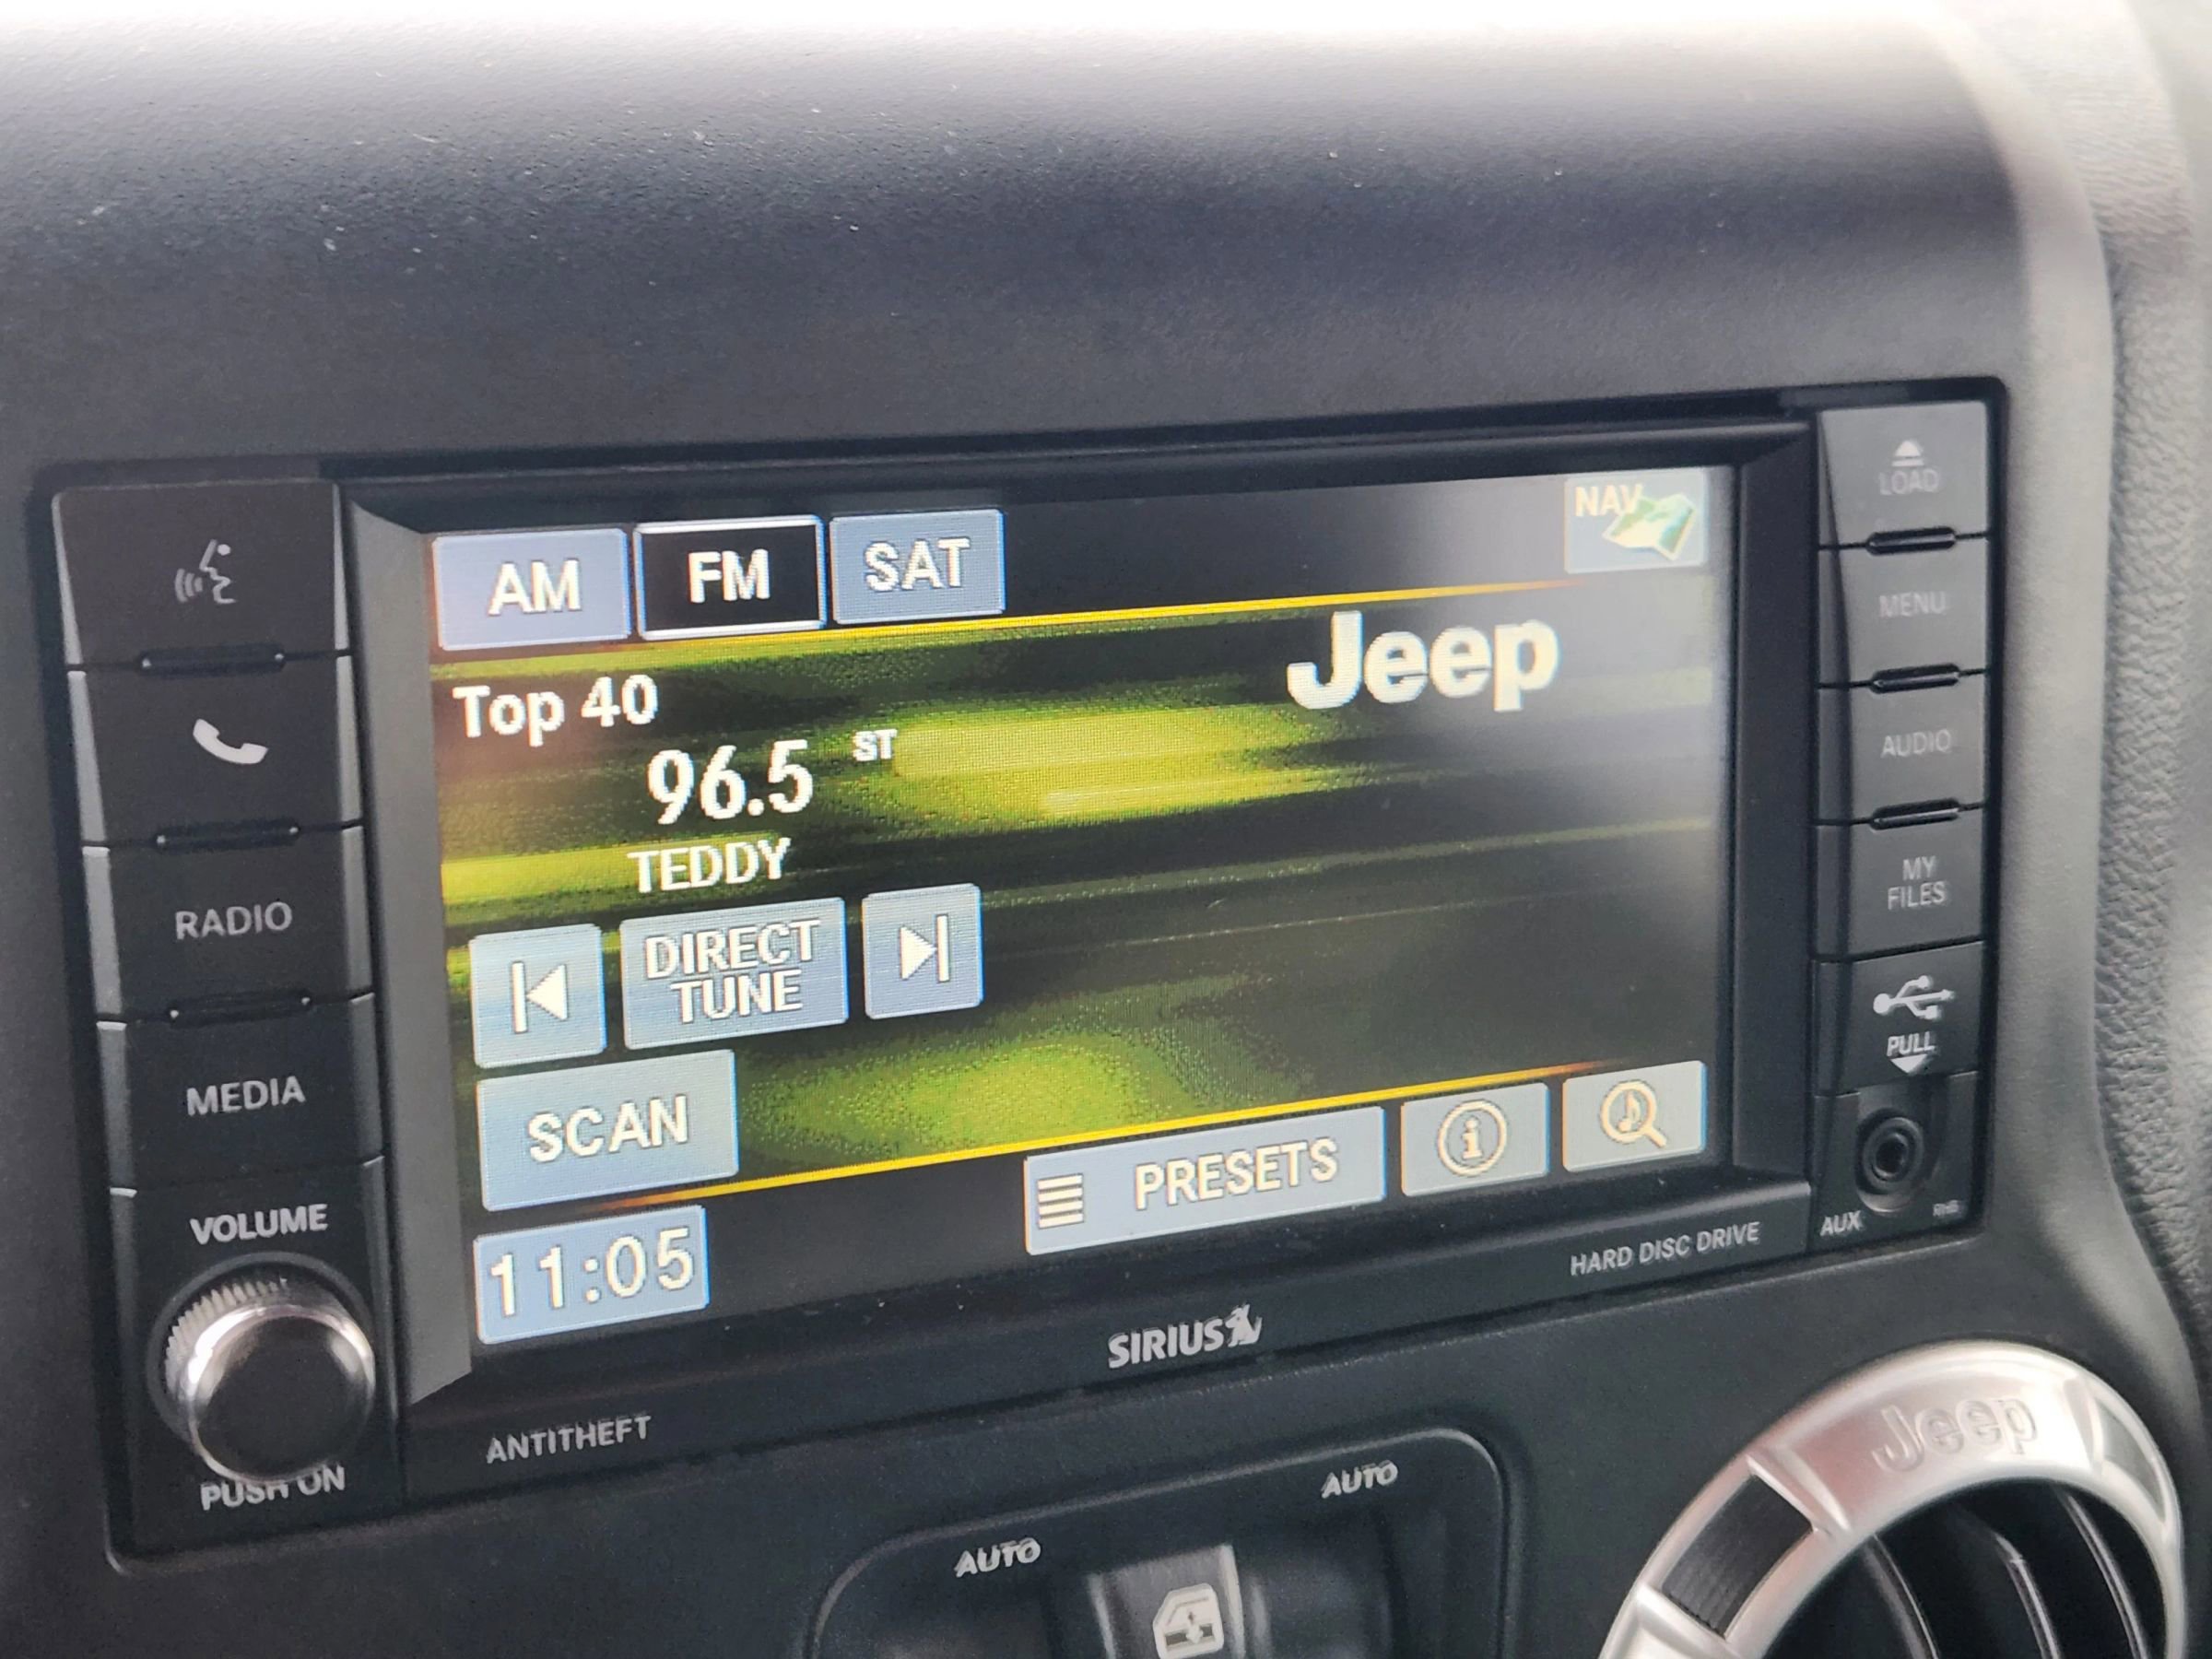 AM FM SAT NAV
Jeep
Top 40
96.5 ST
TEDDY
DIRECT
TUNE
SCAN
PRESETS
11:05
RADIO
MEDIA
VOLUME
PUSH ON
LOAD
MENU
AUDIO
MY
FILES
PULL
AUX
RHB
HARD DISC DRIVE
SIRIUS
ANTITHEFT
AUTO
AUTO
Jeep